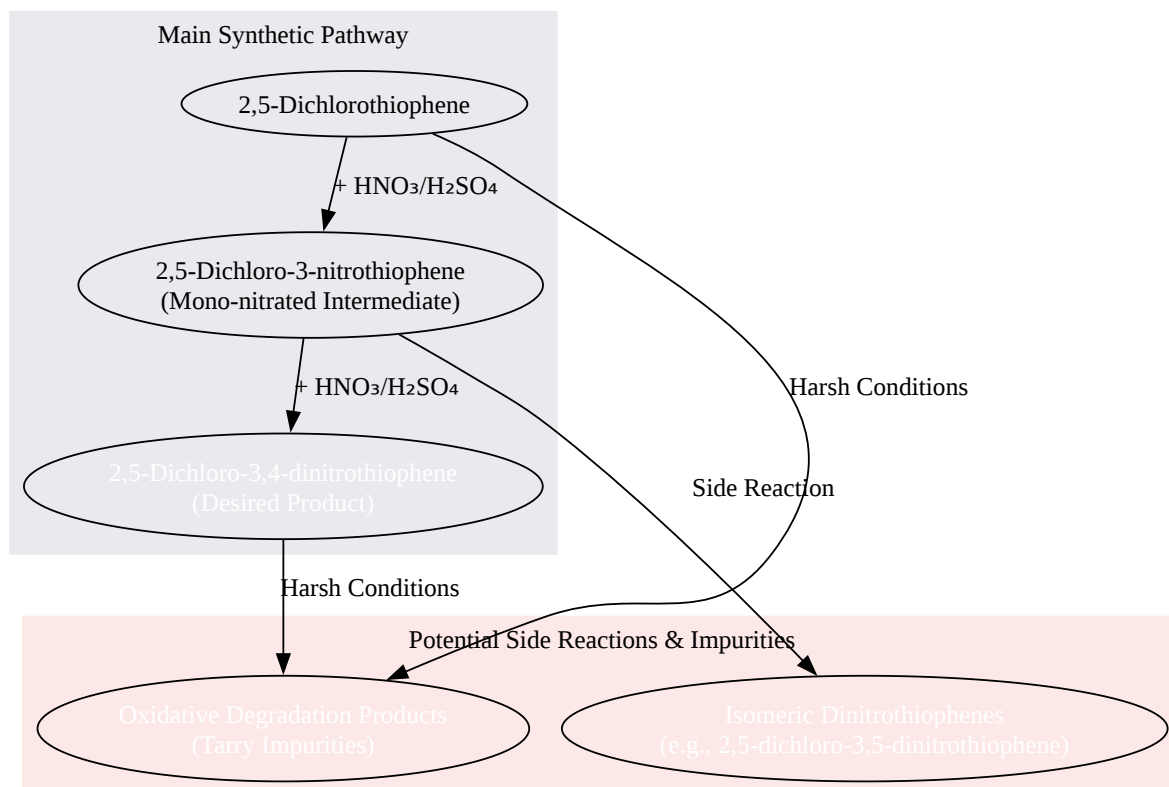 Main Synthetic Pathway
2,5-Dichlorothiophene
+ HNO₃/H₂SO₄
2,5-Dichloro-3-nitrothiophene
(Mono-nitrated Intermediate)
+ HNO₃/H₂SO₄
Harsh Conditions
2,5-Dichloro-3,4-dinitrothiophene
(Desired Product)
Side Reaction
Harsh Conditions
Potential Side Reactions & Impurities
Oxidative Degradation Products
(Tarry Impurities)
Isomeric Dinitrothiophenes
(e.g., 2,5-dichloro-3,5-dinitrothiophene)